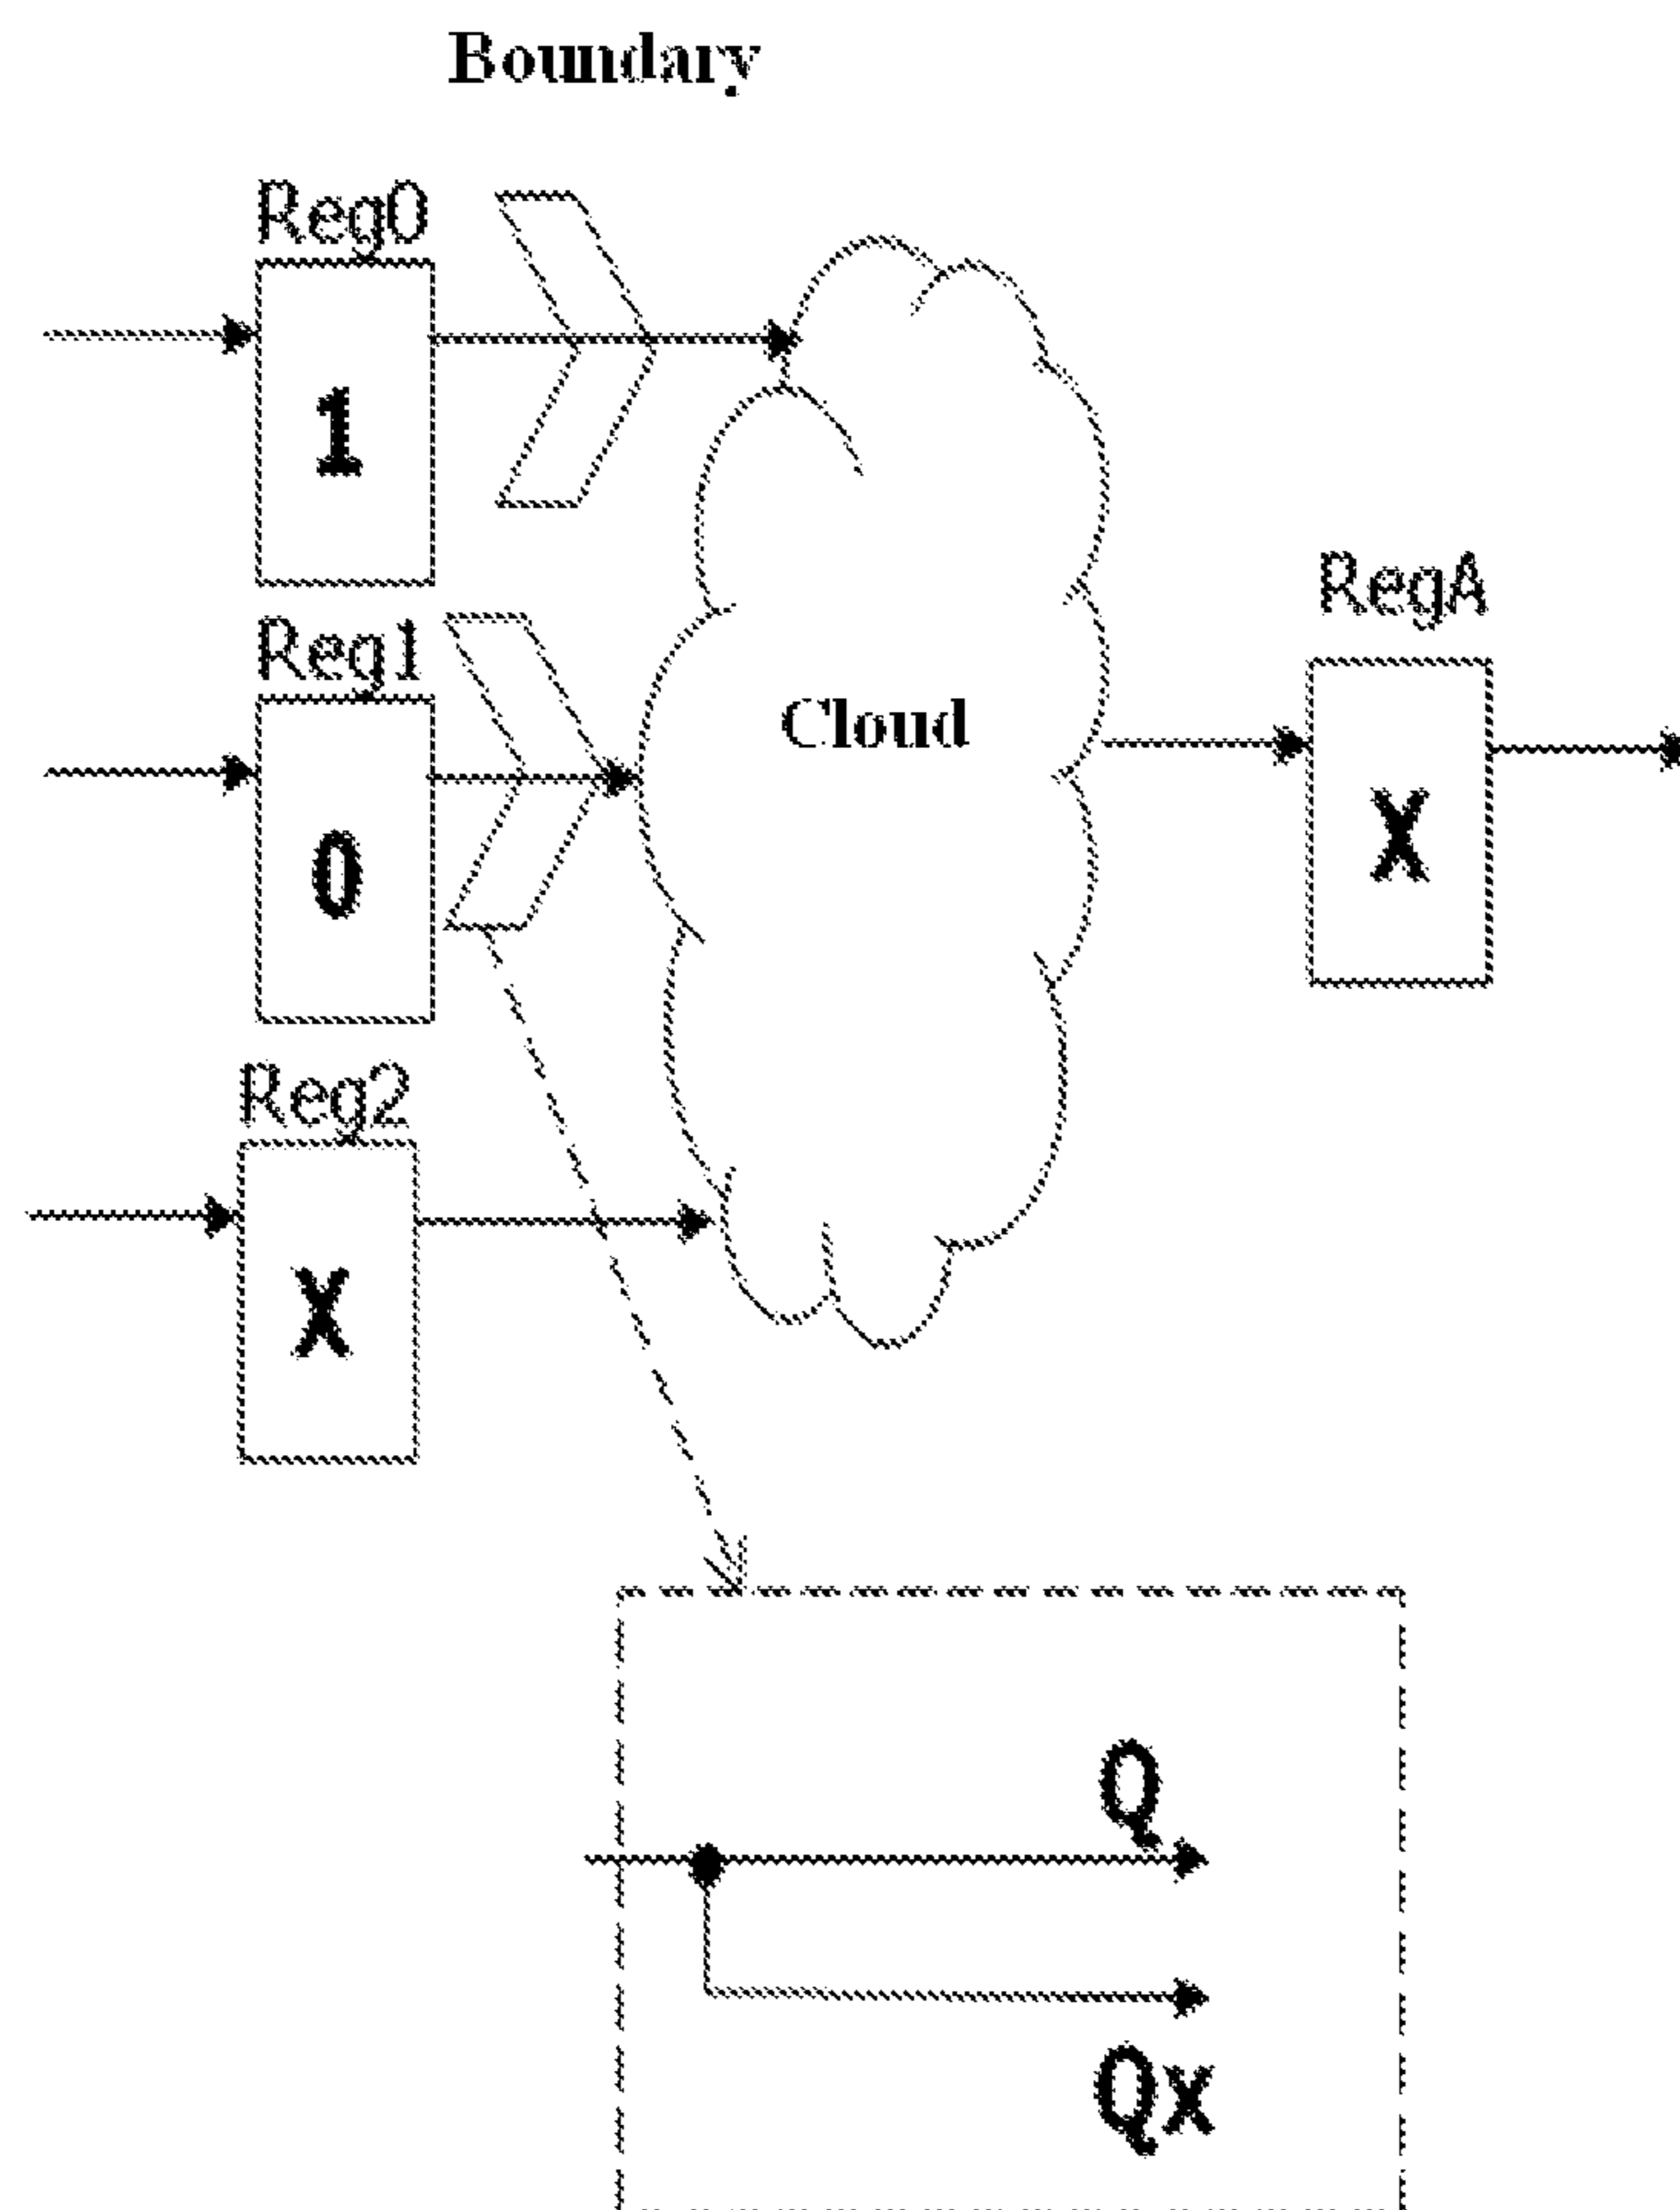 Boundary
Reg0
1
Reg1
0
Cloud
RegA
X
Reg2
X
Q
Qx